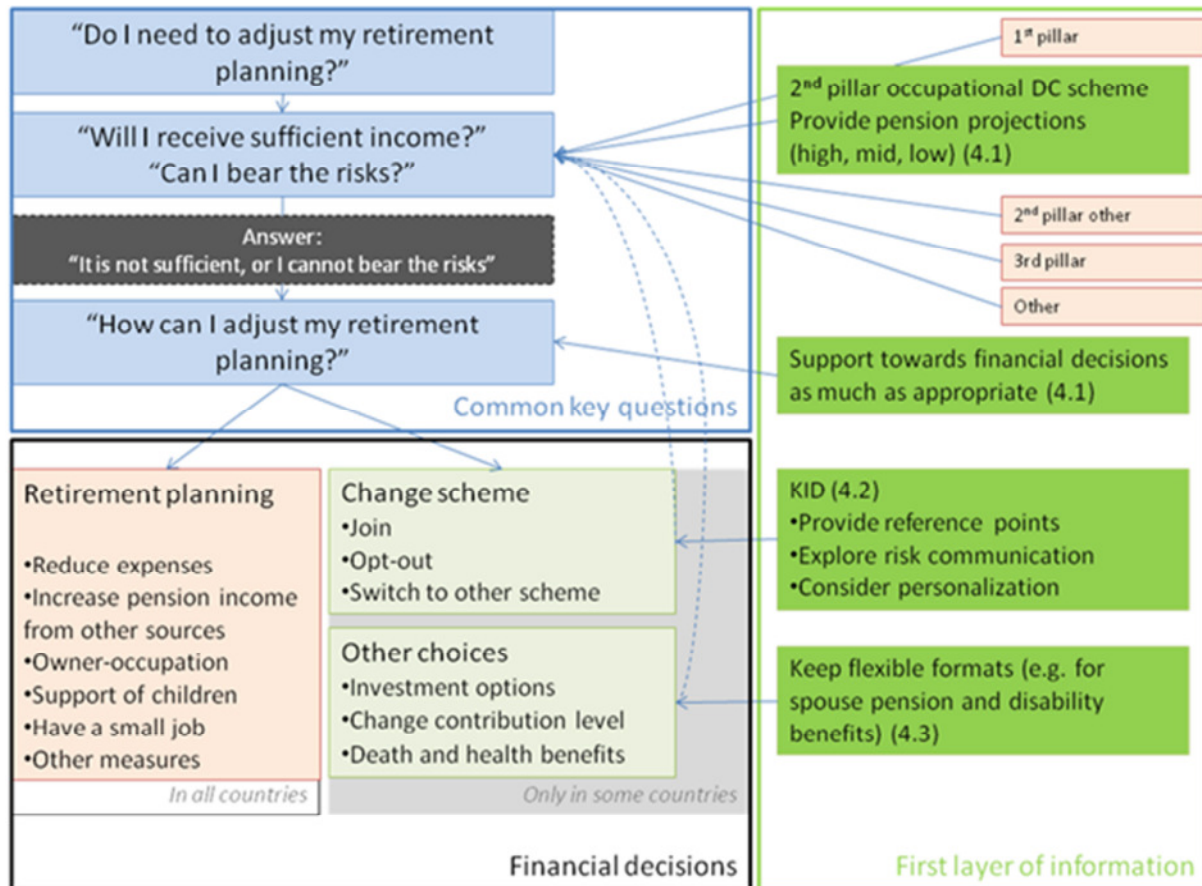 “Do I need to adjust my retirement
planning?”
“Will I receive sufficient income?”
“Can I bear the risks?”
Answer:
“It is not sufficient, or I cannot bear the risks”
“How can I adjust my retirement
planning?”
Common key questions
Retirement planning
•Reduce expenses
•Increase pension income
from other sources
•Owner-occupation
•Support of children
•Have a small job
•Other measures
In all countries
Change scheme
•Join
•Opt-out
•Switch to other scheme
Other choices
•Investment options
•Change contribution level
•Death and health benefits
Only in some countries
Financial decisions
1st pillar
2nd pillar occupational DC scheme
Provide pension projections
(high, mid, low) (4.1)
2nd pillar other
3rd pillar
Other
Support towards financial decisions
as much as appropriate (4.1)
KID (4.2)
•Provide reference points
•Explore risk communication
•Consider personalization
Keep flexible formats (e.g. for
spouse pension and disability
benefits) (4.3)
First layer of information